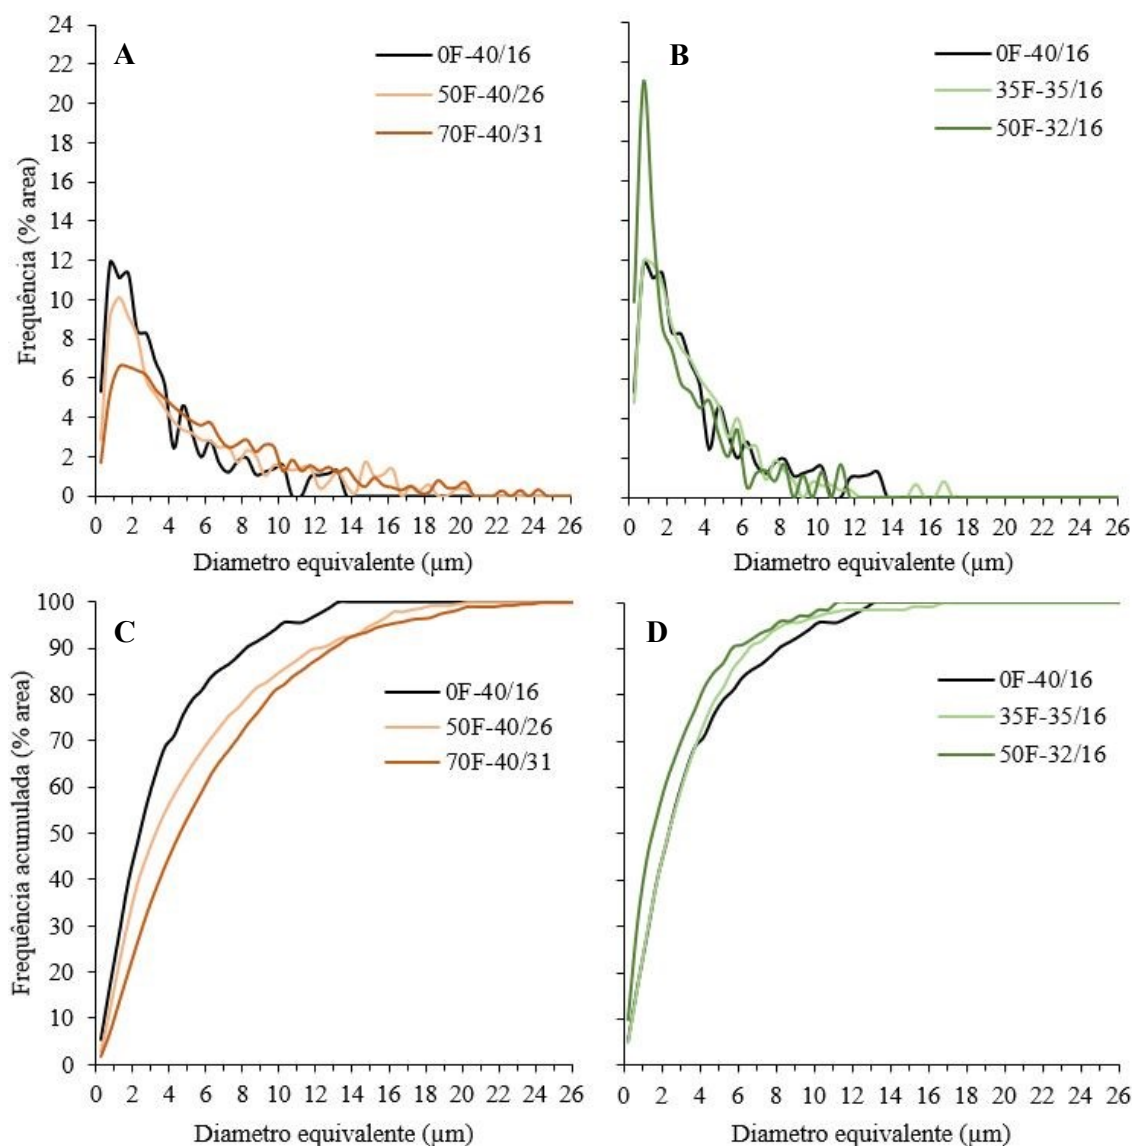 A
Frequência (% area)
24
22
20
18
16
14
12
10
8
6
4
2
0
0F-40/16
50F-40/26
70F-40/31
0 2 4 6 8 10 12 14 16 18 20 22 24 26
Diametro equivalente (µm)
B
0F-40/16
35F-35/16
50F-32/16
0 2 4 6 8 10 12 14 16 18 20 22 24 26
Diametro equivalente (µm)
C
Frequência acumulada (% area)
100
90
80
70
60
50
40
30
20
10
0
0F-40/16
50F-40/26
70F-40/31
0 2 4 6 8 10 12 14 16 18 20 22 24 26
Diametro equivalente (µm)
D
0F-40/16
35F-35/16
50F-32/16
0 2 4 6 8 10 12 14 16 18 20 22 24 26
Diametro equivalente (µm)